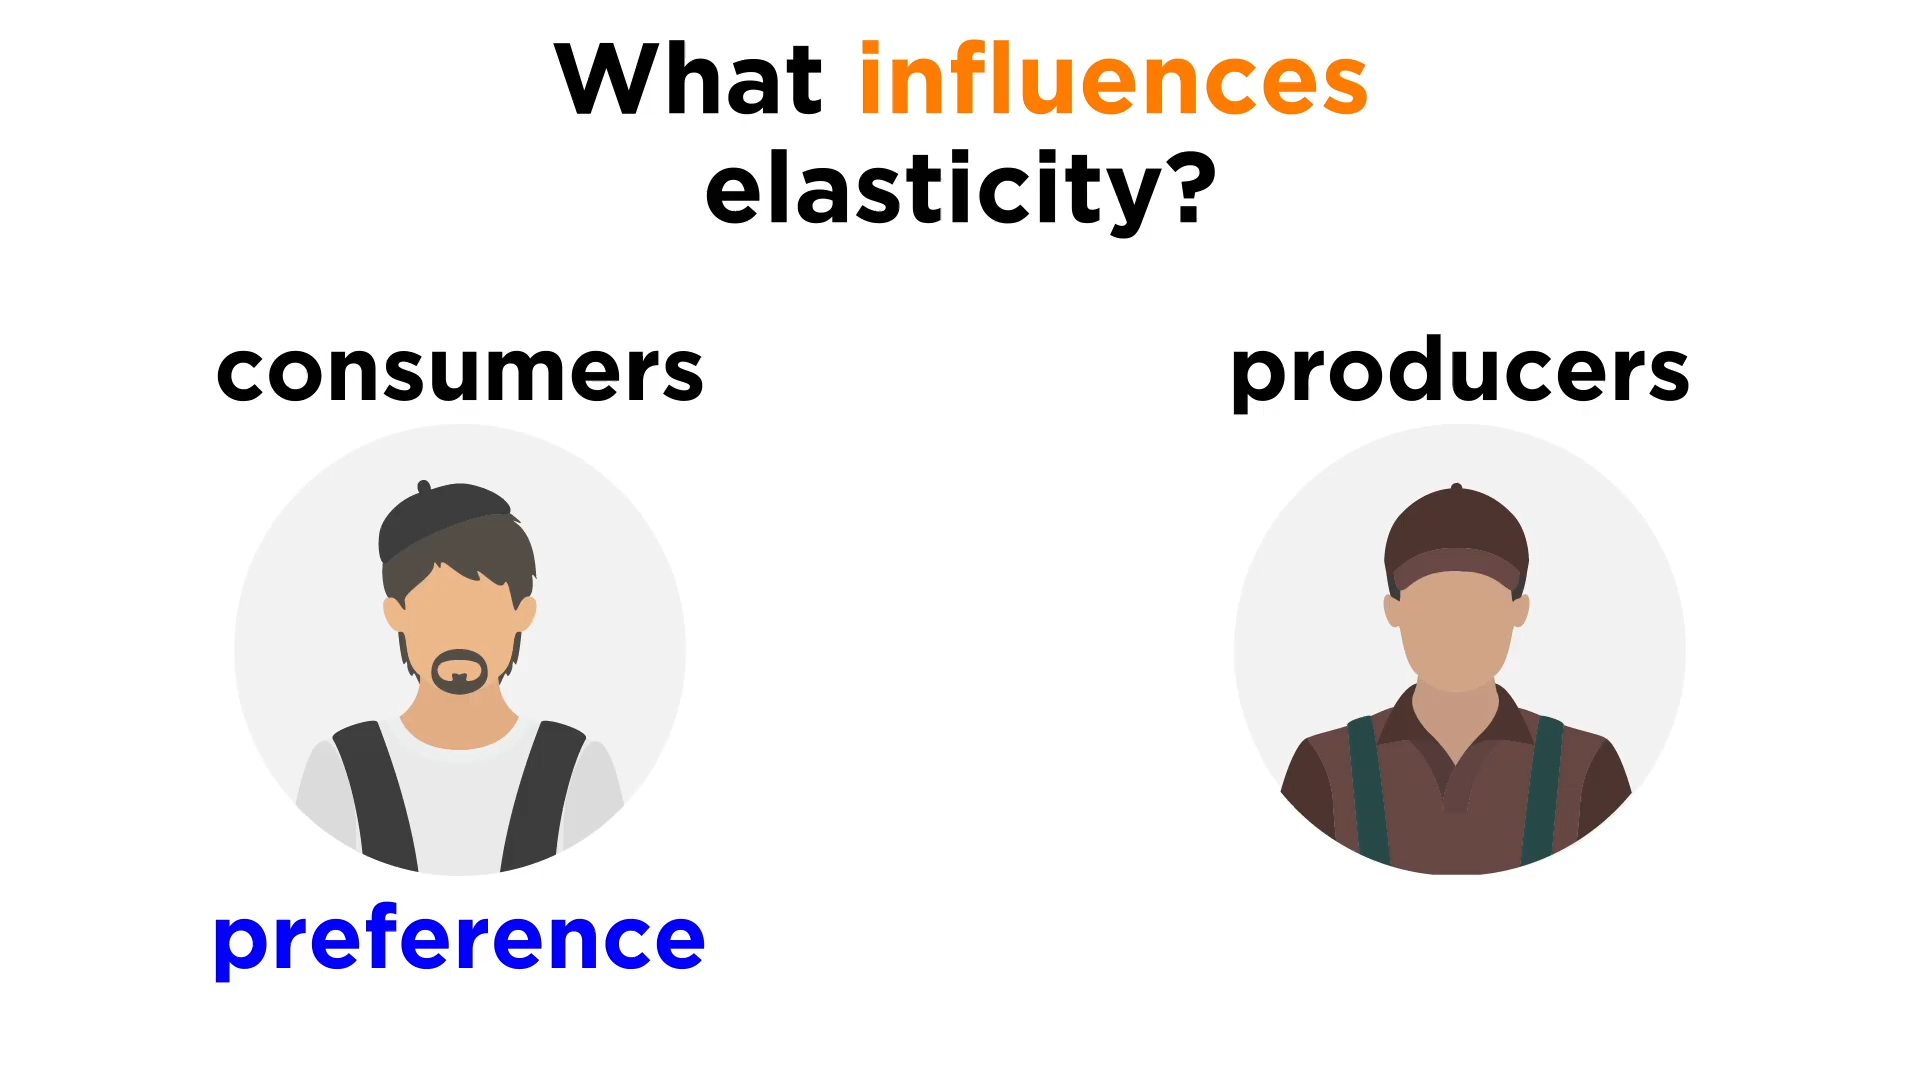 What influences
elasticity?
consumers
producers
preference